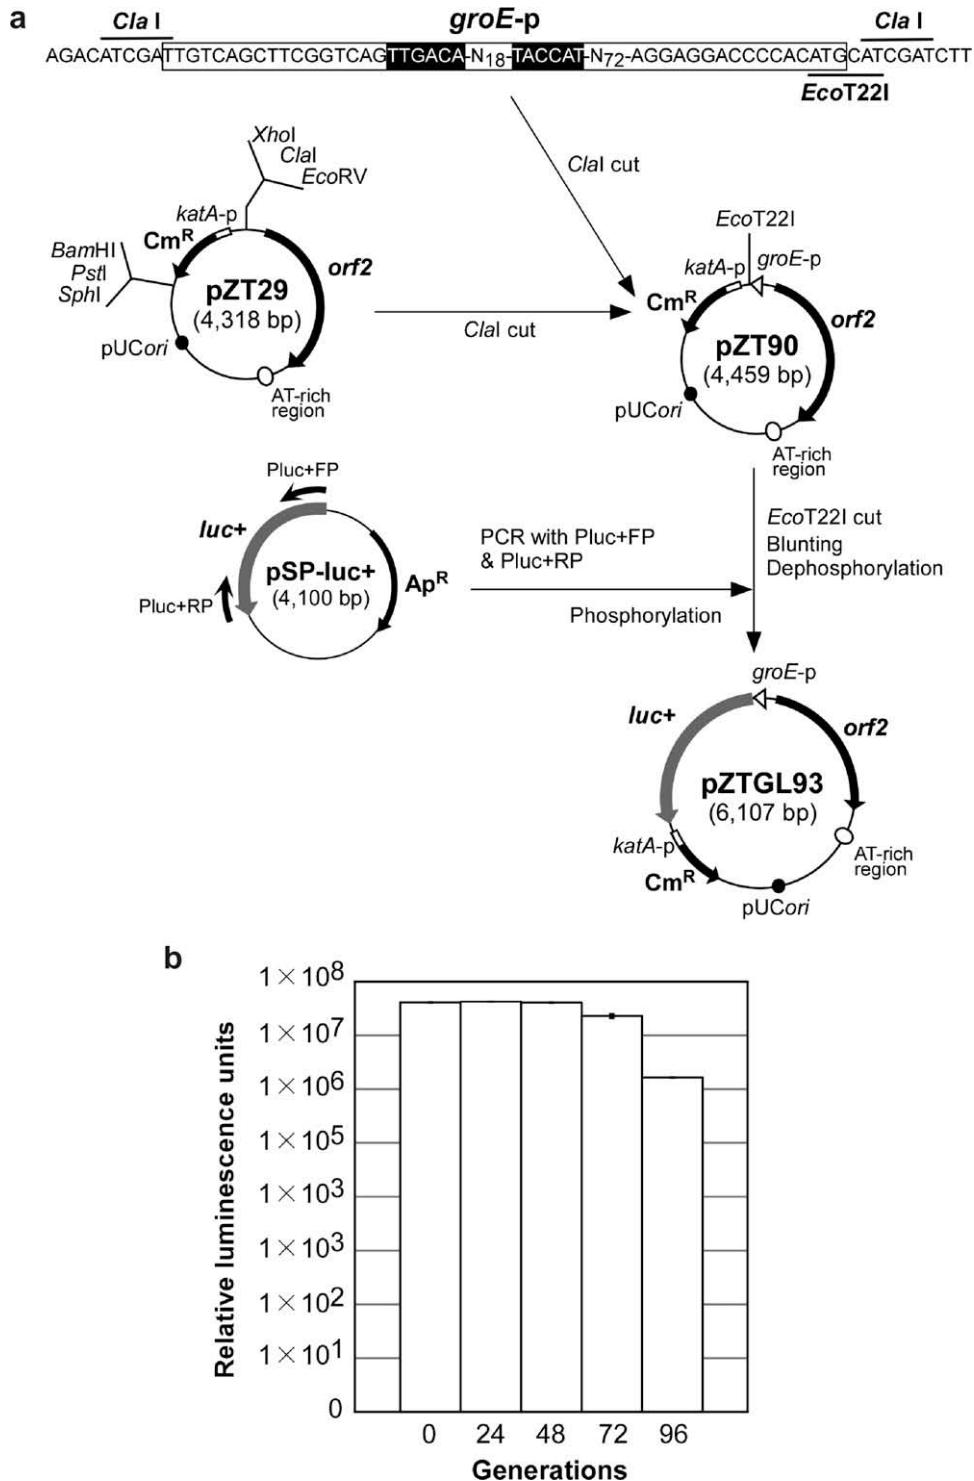 a
Cla I groE-p Cla I
AGACATCGATTGTCAGCTTCGGTCAGTTGACA-N18-TACCAT-N72-AGGAGGACCCCACATGCATCGATCTT
EcoT22I
XhoI
ClaI
EcoRV
ClaI cut
katA-p
CmR
BamHI
PstI
SphI
orf2
pZT29
(4,318 bp)
pUCori
AT-rich
region
ClaI cut
EcoT22I
katA-p groE-p
CmR
orf2
pZT90
(4,459 bp)
pUCori
AT-rich
region
Pluc+FP
luc+
pSP-luc+
(4,100 bp)
ApR
Pluc+RP
PCR with Pluc+FP
& Pluc+RP
Phosphorylation
EcoT22I cut
Blunting
Dephosphorylation
groE-p
luc+
orf2
pZTGL93
(6,107 bp)
katA-p
CmR
AT-rich
region
pUCori
b
Relative luminescence units
1×10^8
1×10^7
1×10^6
1×10^5
1×10^3
1×10^3
1×10^2
1×10^1
0
0 24 48 72 96
Generations